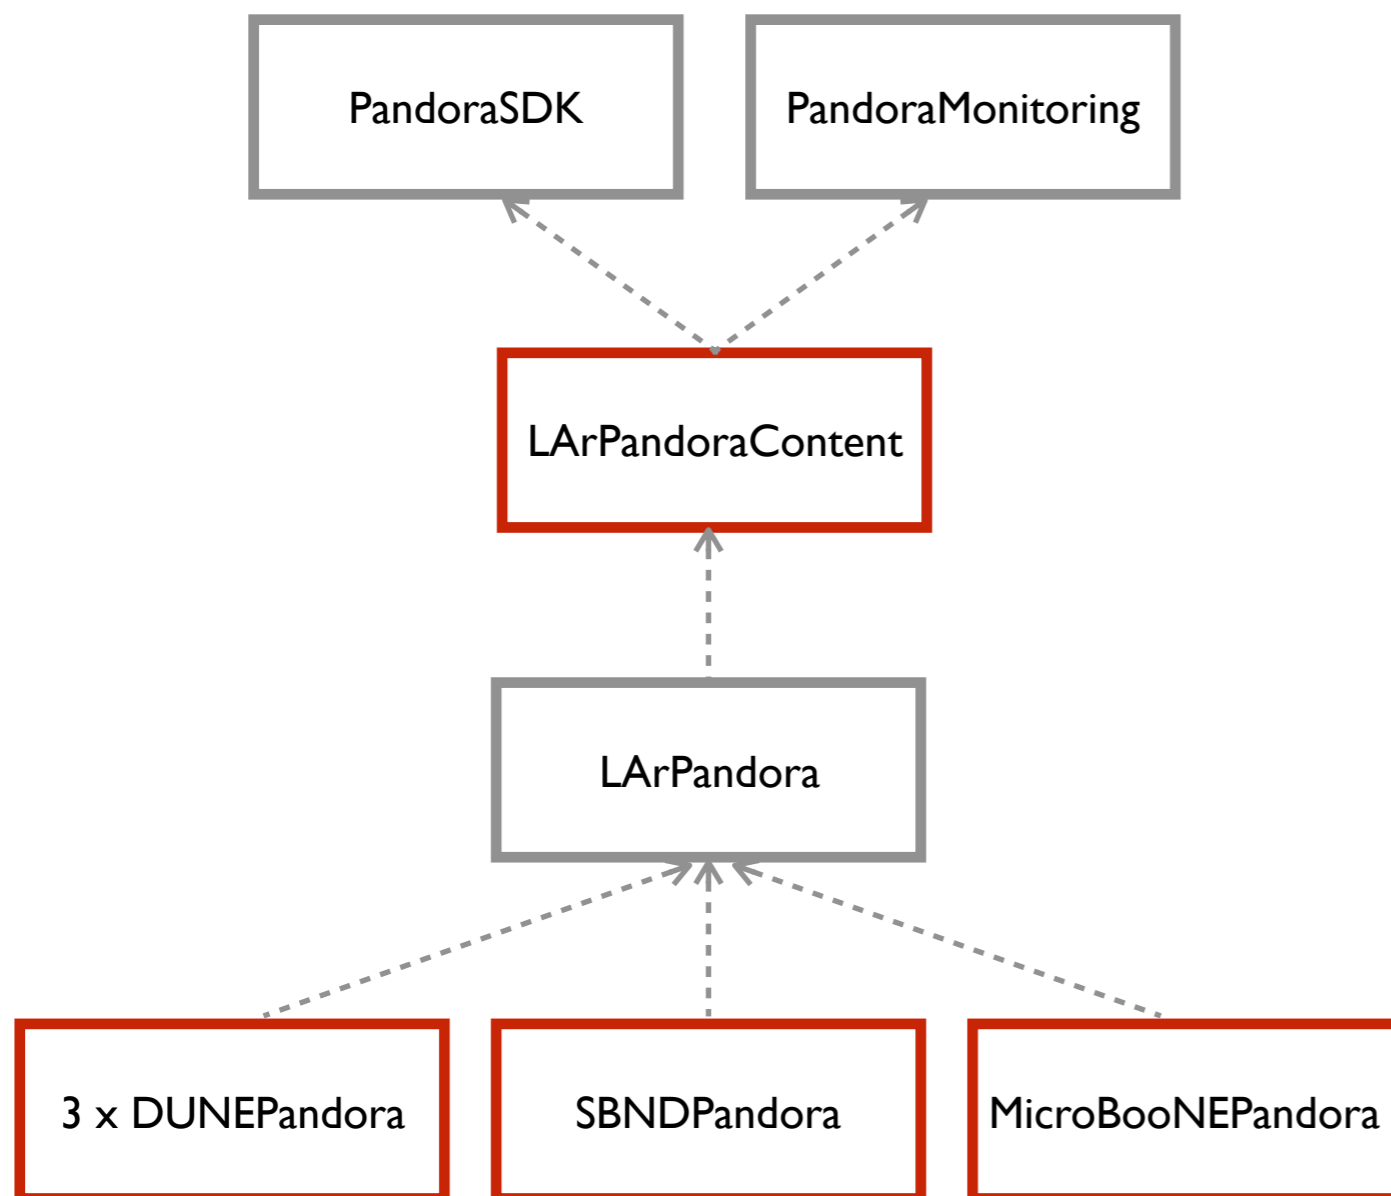 PandoraSDK
PandoraMonitoring
LArPandoraContent
LArPandora
3 x DUNEPandora
SBNDPandora
MicroBooNEPandora